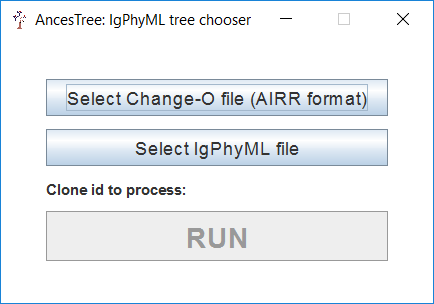 AncesTree: IgPhyML tree chooser
Select Change-O file (AIRR format)
Select IgPhyML file
Clone id to process:
RUN